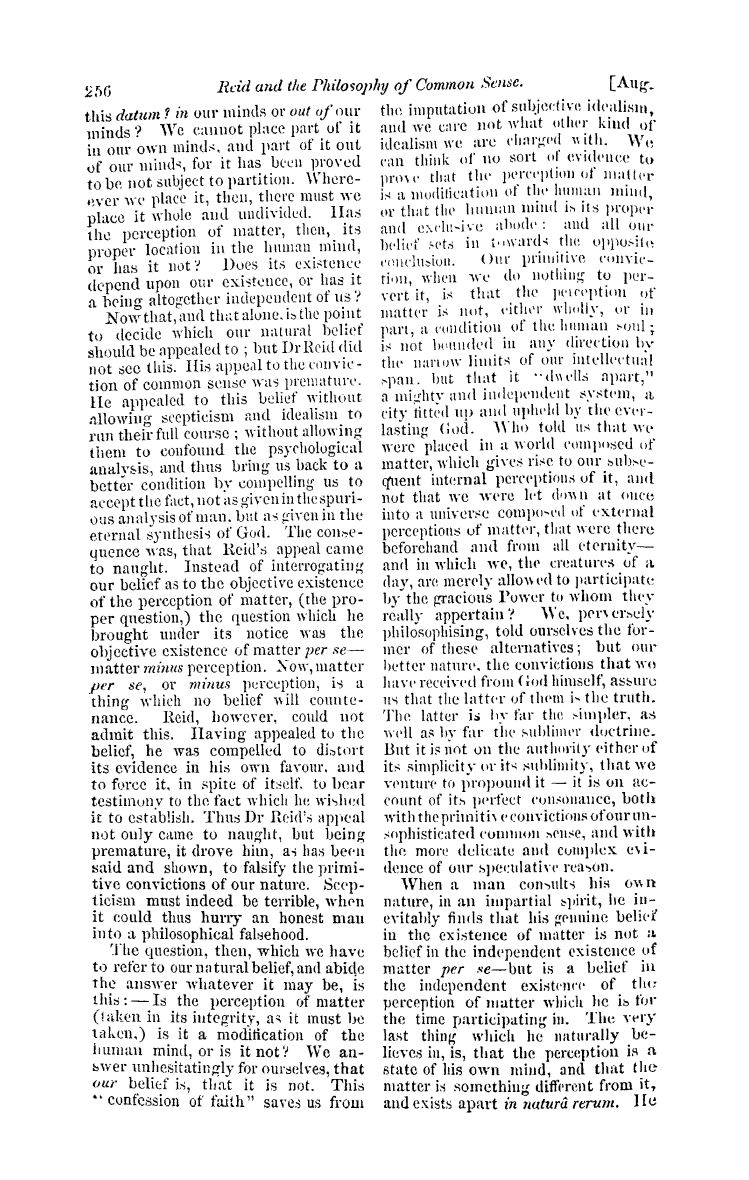 256 Reid and the Philosophy of Common Sense. [Aug.
this datum? in our minds or out of our
minds? We cannot place part of it
in our own minds, and part of it out
of our minds, for it has been proved
to be not subject to partition. Where-
ever we place it, then, there must we
place it whole and undivided. Has
the perception of matter, then, its
proper location in the human mind,
or has it not? Does its existence
depend upon our existence, or has it
a being altogether independent of us?
Now that, and that alone, is the point
to decide which our natural belief
should be appealed to; but Dr Reid did
not see this. His appeal to the convic-
tion of common sense was premature.
He appealed to this belief without
allowing scepticism and idealism to
run their full course; without allowing
them to confound the psychological
analysis, and thus bring us back to a
better condition by compelling us to
accept the fact, not as given in the spuri-
ous analysis of man, but as given in the
eternal synthesis of God. The conse-
quence was, that Reid's appeal came
to naught. Instead of interrogating
our belief as to the objective existence
of the perception of matter, (the pro-
per question,) the question which he
brought under its notice was the
objective existence of matter per se—
matter minus perception. Now, matter
per se, or minus perception, is a
thing which no belief will counte-
nance. Reid, however, could not
admit this. Having appealed to the
belief, he was compelled to distort
its evidence in his own favour, and
to force it, in spite of itself, to bear
testimony to the fact which he wished
it to establish. Thus Dr Reid's appeal
not only came to naught, but being
premature, it drove him, as has been
said and shown, to falsify the primi-
tive convictions of our nature. Scep-
ticism must indeed be terrible, when
it could thus hurry an honest man
into a philosophical falsehood.
The question, then, which we have
to refer to our natural belief, and abide
the answer whatever it may be, is
this:—Is the perception of matter
(taken in its integrity, as it must be
taken,) is it a modification of the
human mind, or is it not? We an-
swer unhesitatingly for ourselves, that
our belief is, that it is not. This
"confession of faith" saves us from
the imputation of subjective idealism,
and we care not what other kind of
idealism we are charged with. We
can think of no sort of evidence to
prove that the perception of matter
is a modification of the human mind,
or that the human mind is its proper
and exclusive abode: and all our
belief sets in towards the opposite
conclusion. Our primitive convic-
tion, when we do nothing to per-
vert it, is that the perception of
matter is not, either wholly, or in
part, a condition of the human soul;
is not bounded in any direction by
the narrow limits of our intellectual
span, but that it "dwells apart,"
a mighty and independent system, a
city fitted up and upheld by the ever-
lasting God. Who told us that we
were placed in a world composed of
matter, which gives rise to our subse-
quent internal perceptions of it, and
not that we were let down at once
into a universe composed of external
perceptions of matter, that were there
beforehand and from all eternity—
and in which we, the creatures of a
day, are merely allowed to participate
by the gracious Power to whom they
really appertain? We, perversely
philosophising, told ourselves the for-
mer of these alternatives; but our
better nature, the convictions that we
have received from God himself, assure
us that the latter of them is the truth.
The latter is by far the simpler, as
well as by far the sublimer doctrine.
But it is not on the authority either of
its simplicity or its sublimity, that we
venture to propound it — it is on ac-
count of its perfect consonance, both
with the primitive convictions of our un-
sophisticated common sense, and with
the more delicate and complex evi-
dence of our speculative reason.
When a man consults his own
nature, in an impartial spirit, he in-
evitably finds that his genuine belief
in the existence of matter is not a
belief in the independent existence of
matter per se—but is a belief in
the independent existence of the
perception of matter which he is for
the time participating in. The very
last thing which he naturally be-
lieves in, is, that the perception is a
state of his own mind, and that the
matter is something different from it,
and exists apart in naturâ rerum. He